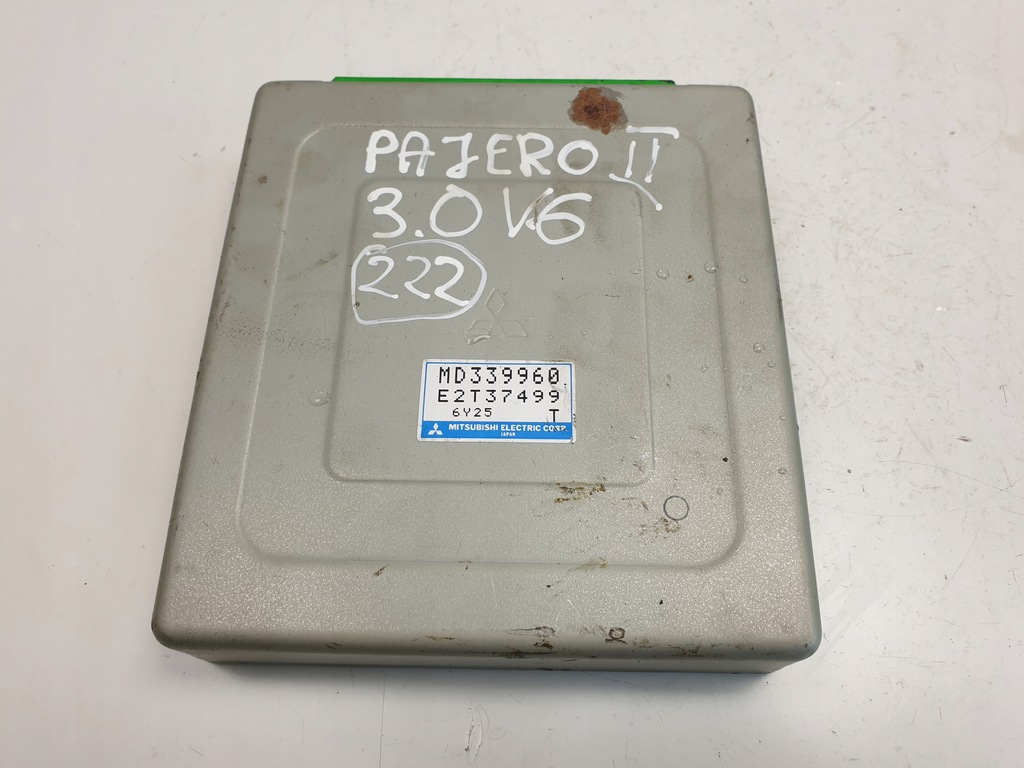 PAJERO II
3.0 V6
222
MD339960
E2T37499
6Y25 T
MITSUBISHI ELECTRIC CORP.
JAPAN